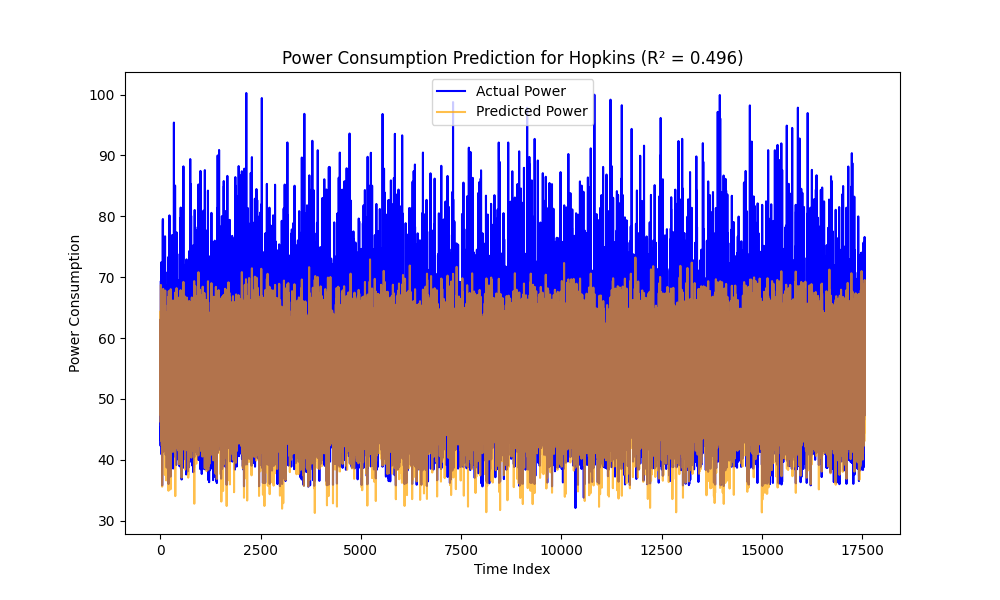 Power Consumption Prediction for Hopkins (R² = 0.496)
Actual Power
Predicted Power
Power Consumption
100
90
80
70
60
50
40
30
0 2500 5000 7500 10000 12500 15000 17500
Time Index